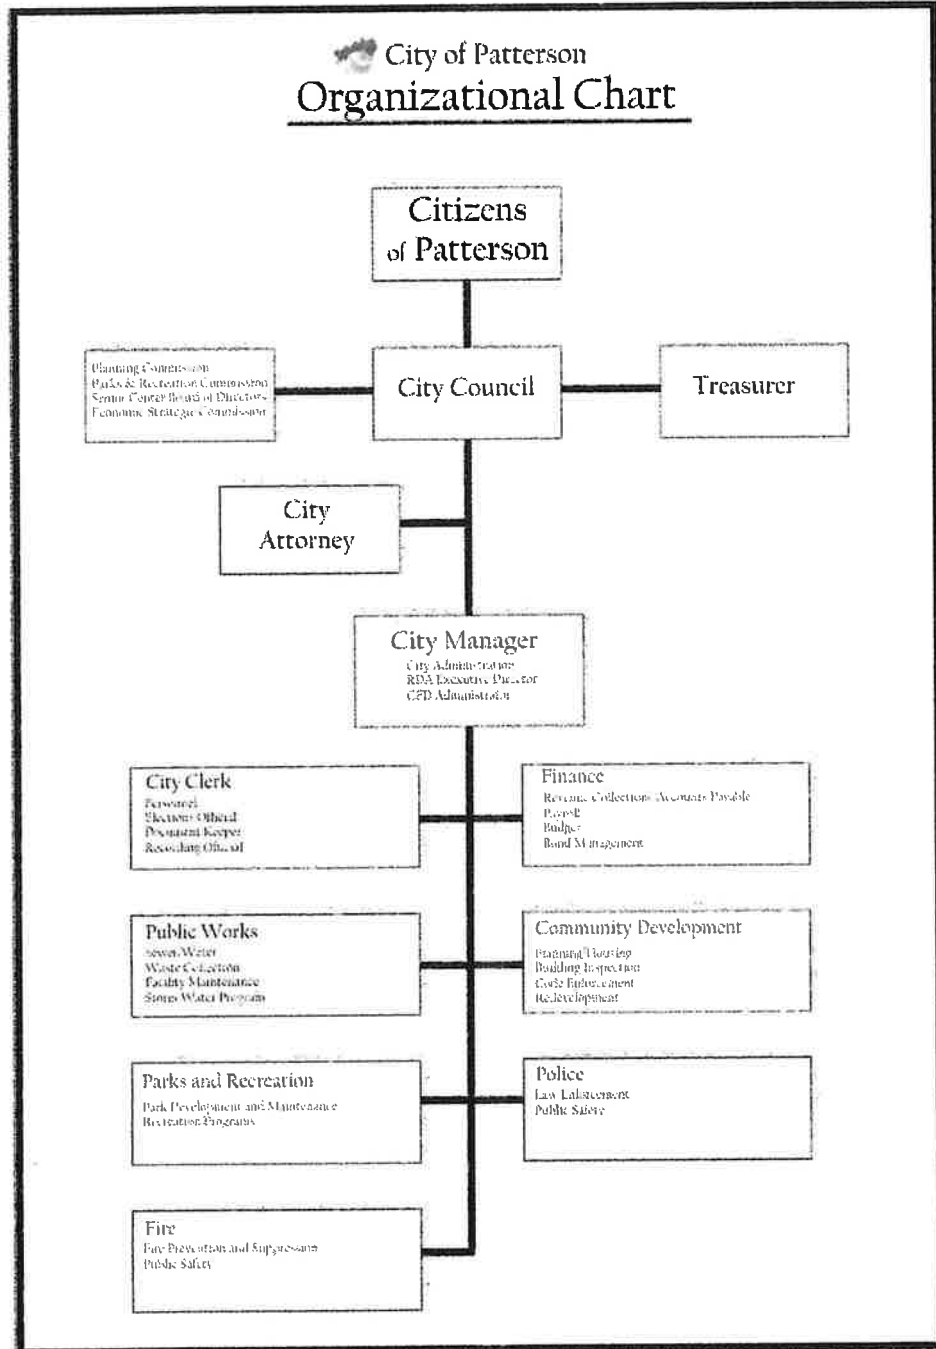 City of Patterson
Organizational Chart
Citizens
of Patterson
Planning Commission
Parks & Recreation Commission
Senior Center Board of Directors
Economic Strategic Commission
City Council
Treasurer
City
Attorney
City Manager
City Administration
RDA Executive Director
CFD Administrator
City Clerk
Personnel
Elections Official
Document Keeper
Recording Official
Finance
Revenue Collections/Accounts Payable
Payroll
Budget
Bond Management
Public Works
Sewer/Water
Waste Collection
Facility Maintenance
Storm Water Program
Community Development
Planning/Housing
Building Inspection
Code Enforcement
Redevelopment
Parks and Recreation
Park Development and Maintenance
Recreation Programs
Police
Law Enforcement
Public Safety
Fire
Fire Prevention and Suppression
Public Safety